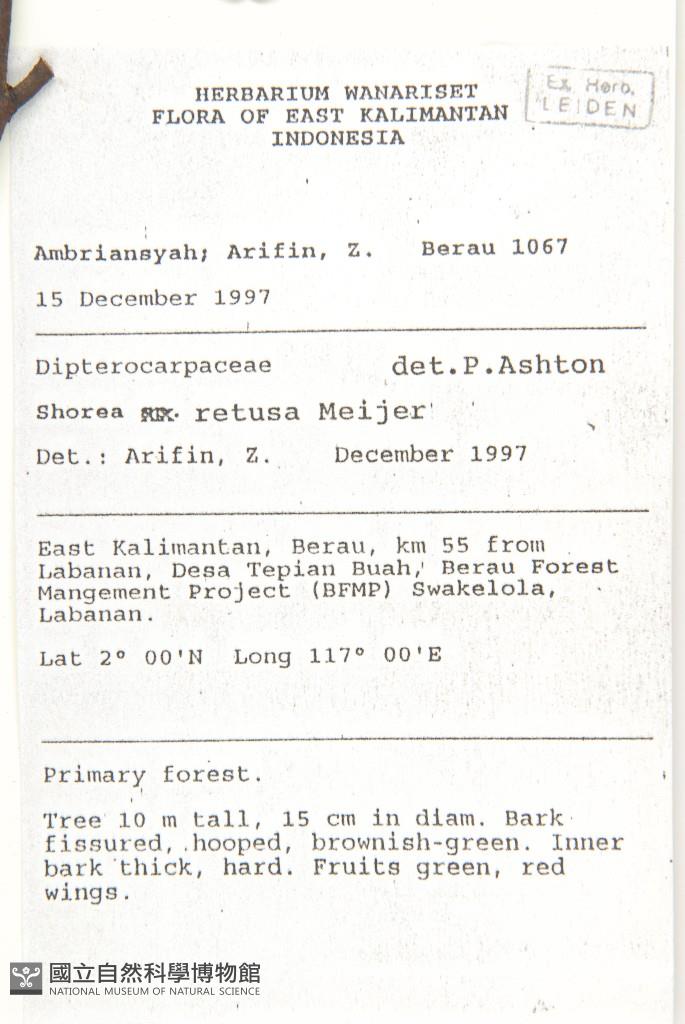 HERBARIUM WANARISET
FLORA OF EAST KALIMANTAN
INDONESIA
Ex. Herb.
LEIDEN
Ambriansyah; Arifin, Z. Berau 1067
15 December 1997
Dipterocarpaceae det.P.Ashton
Shorea retusa Meijer
Det.: Arifin, Z. December 1997
East Kalimantan, Berau, km 55 from
Labanan, Desa Tepian Buah, Berau Forest
Mangement Project (BFMP) Swakelola,
Labanan.
Lat 2° 00'N Long 117° 00'E
Primary forest.
Tree 10 m tall, 15 cm in diam. Bark
fissured, hooped, brownish-green. Inner
bark thick, hard. Fruits green, red
wings.
國立自然科學博物館
NATIONAL MUSEUM OF NATURAL SCIENCE